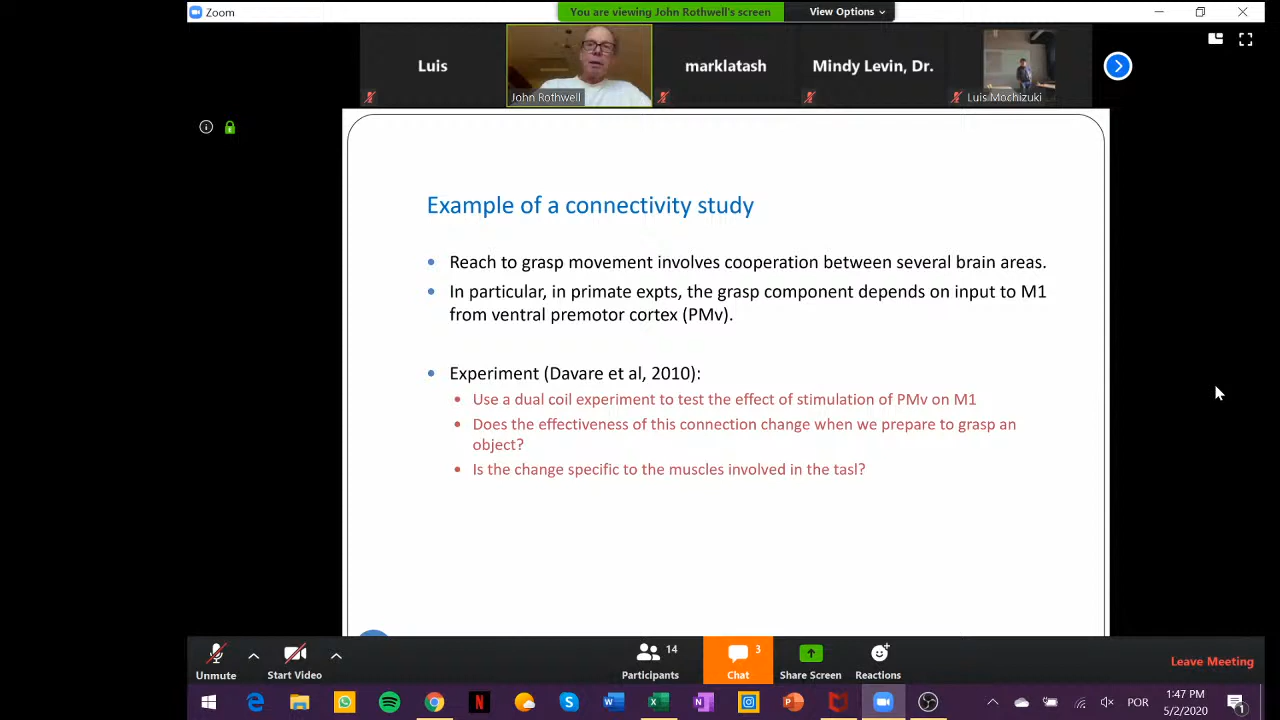 Zoom
You are viewing John Rothwell's screen
View Options
Luis
John Rothwell
marklatash
Mindy Levin, Dr.
Luis Mochizuki
Example of a connectivity study
Reach to grasp movement involves cooperation between several brain areas.
In particular, in primate expts, the grasp component depends on input to M1
from ventral premotor cortex (PMv).
Experiment (Davare et al, 2010):
Use a dual coil experiment to test the effect of stimulation of PMv on M1
Does the effectiveness of this connection change when we prepare to grasp an
object?
Is the change specific to the muscles involved in the tasl?
Unmute
Start Video
14
Participants
3
Chat
Share Screen
Reactions
Leave Meeting
POR
1:47 PM
5/2/2020
1